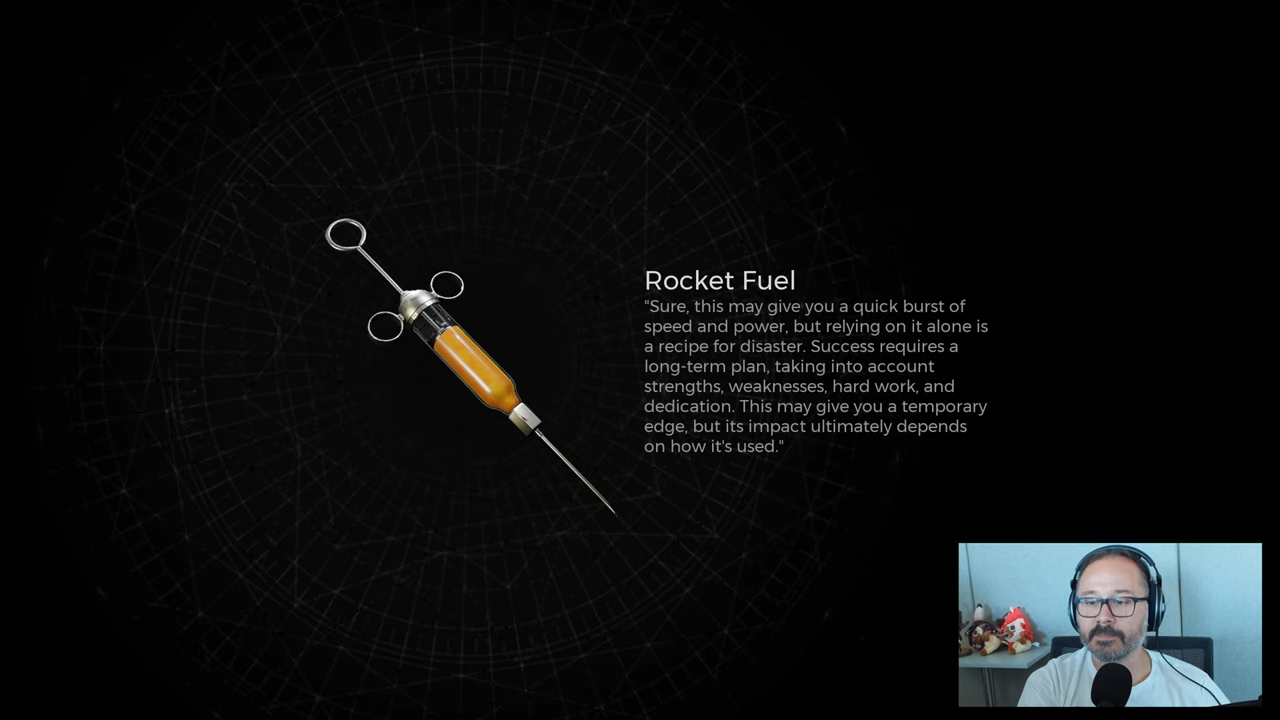 Rocket Fuel
"Sure, this may give you a quick burst of
speed and power, but relying on it alone is
a recipe for disaster. Success requires a
long-term plan, taking into account
strengths, weaknesses, hard work, and
dedication. This may give you a temporary
edge, but its impact ultimately depends
on how it's used."